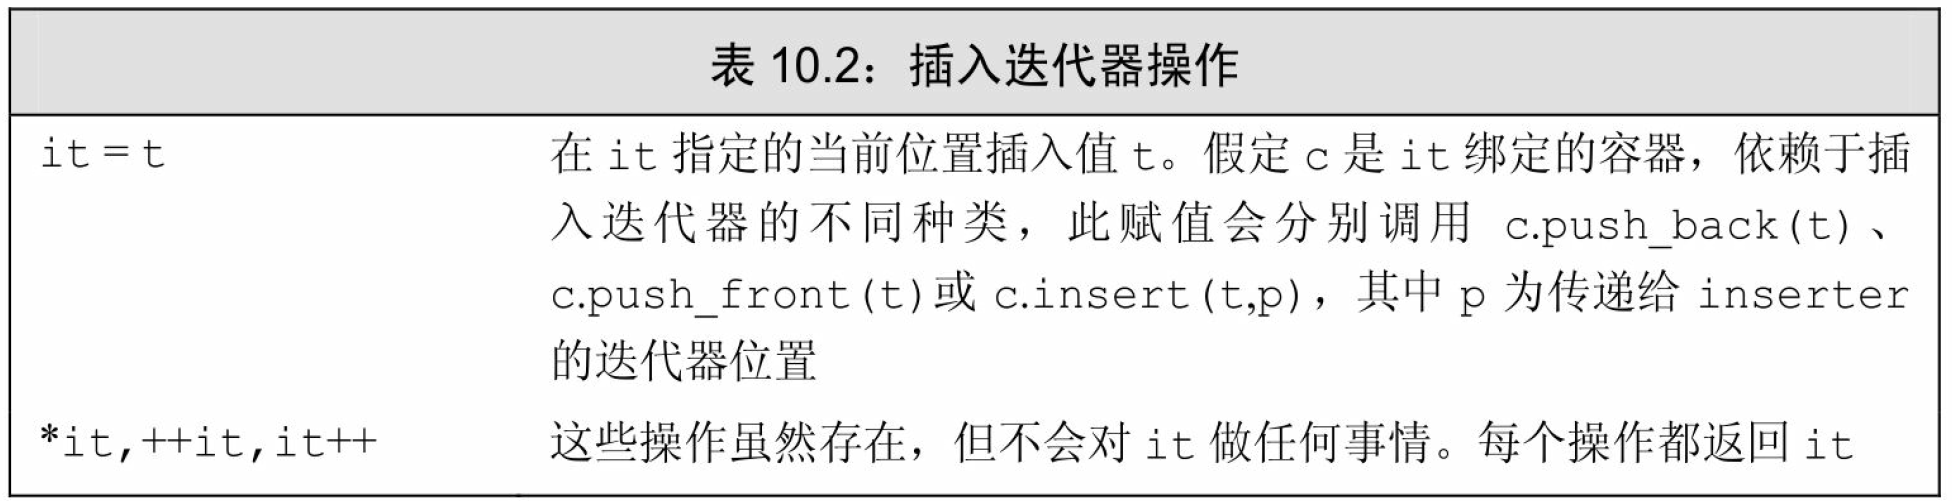 表 10.2：插入迭代器操作
it = t
在 it 指定的当前位置插入值 t。假定 c 是 it 绑定的容器，依赖于插
入迭代器的不同种类，此赋值会分别调用 c.push_back(t)、
c.push_front(t)或 c.insert(t,p)，其中 p 为传递给 inserter
的迭代器位置
*it,++it,it++
这些操作虽然存在，但不会对 it 做任何事情。每个操作都返回 it